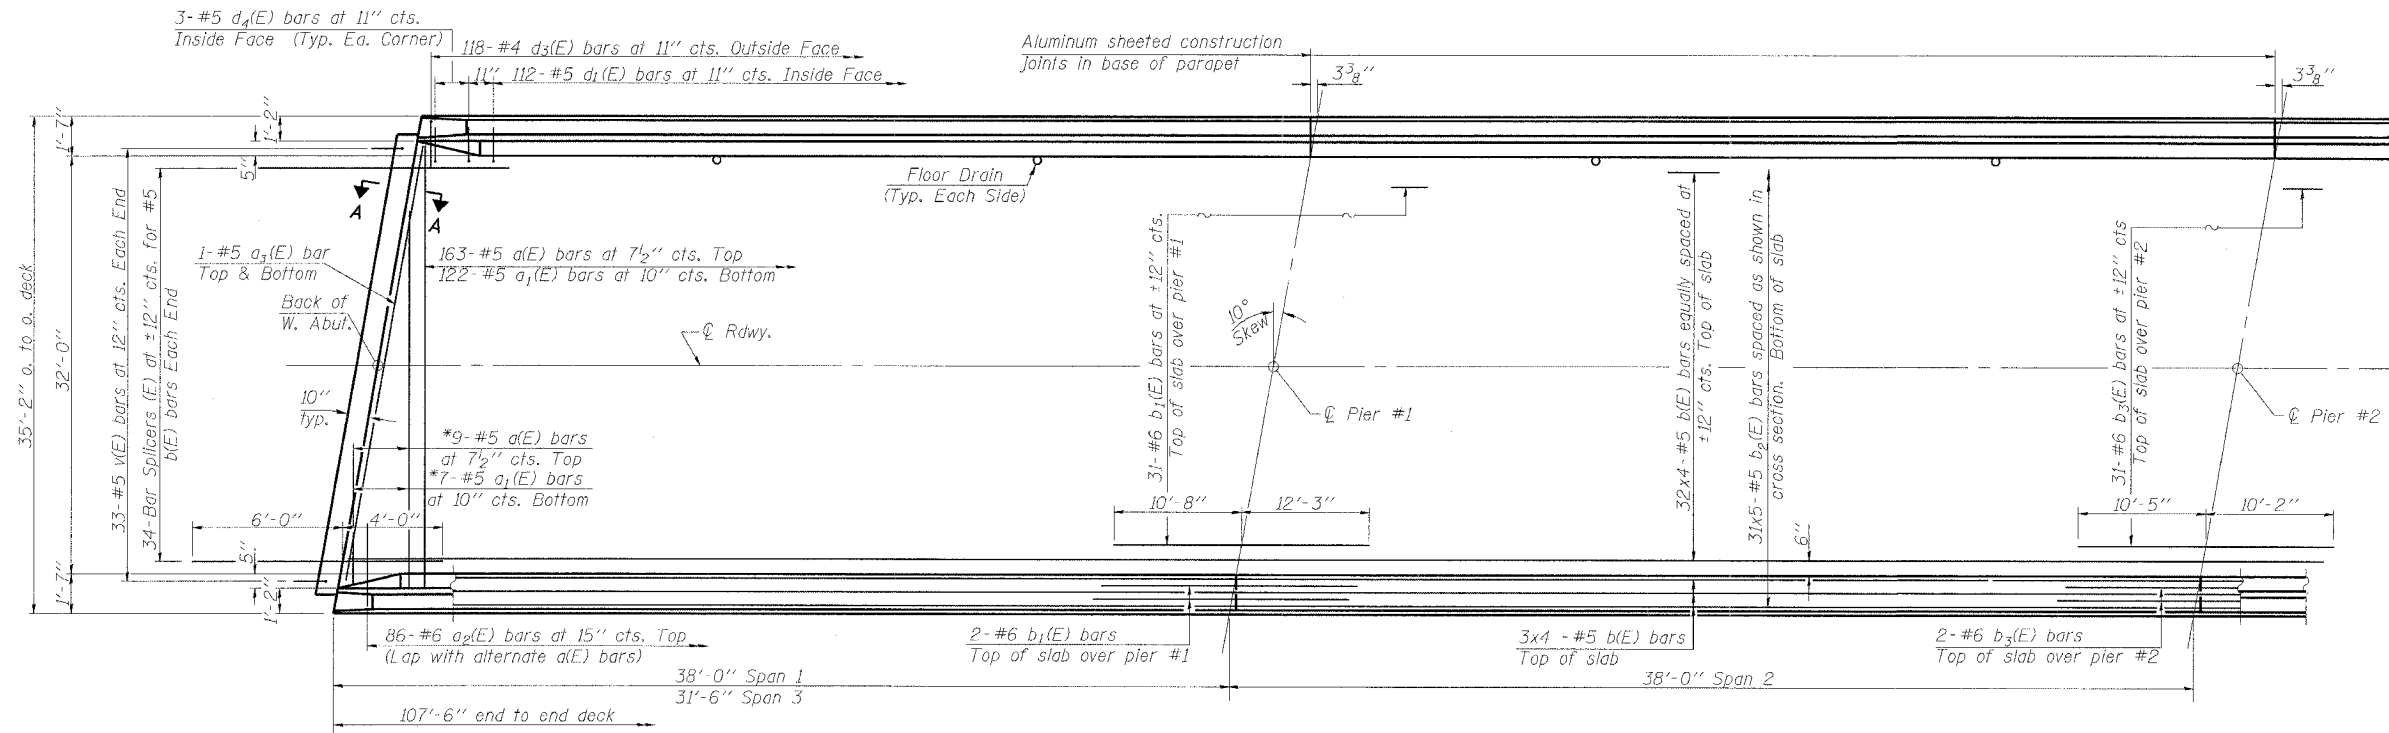 3-#5 d₄(E) bars at 11" cts.
Inside Face (Typ. Ea. Corner)
118-#4 d₃(E) bars at 11" cts. Outside Face
11" 112-#5 d₁(E) bars at 11" cts. Inside Face
Aluminum sheeted construction
joints in base of parapet
3⅜"
3⅜"
35'-2" o. to o. deck
1'-7"
32'-0"
1'-7"
1'-2"
5"
33-#5 v(E) bars at 12" cts. Each End
34-Bar Splicers (E) at ±12" cts. for #5
b(E) bars Each End
A
A
1-#5 a₃(E) bar
Top & Bottom
Back of
W. Abut.
163-#5 a(E) bars at 7½" cts. Top
122-#5 a₁(E) bars at 10" cts. Bottom
℄ Rdwy.
Floor Drain
(Typ. Each Side)
10"
typ.
*9-#5 a(E) bars
at 7½" cts. Top
*7-#5 a₁(E) bars
at 10" cts. Bottom
6'-0"
4'-0"
5"
1'-2"
31-#6 b₁(E) bars at ±12" cts.
Top of slab over pier #1
10°
Skew
℄ Pier #1
10'-8"
12'-3"
32x4-#5 b(E) bars equally spaced at
±12" cts. Top of slab
31x5-#5 b₂(E) bars spaced as shown in
cross section. Bottom of slab
6"
31-#6 b₃(E) bars at ±12" cts
Top of slab over pier #2
℄ Pier #2
10'-5"
10'-2"
86-#6 a₂(E) bars at 15" cts. Top
(Lap with alternate a(E) bars)
2-#6 b₁(E) bars
Top of slab over pier #1
3x4 -#5 b(E) bars
Top of slab
2-#6 b₃(E) bars
Top of slab over pier #2
38'-0" Span 1
31'-6" Span 3
38'-0" Span 2
107'-6" end to end deck